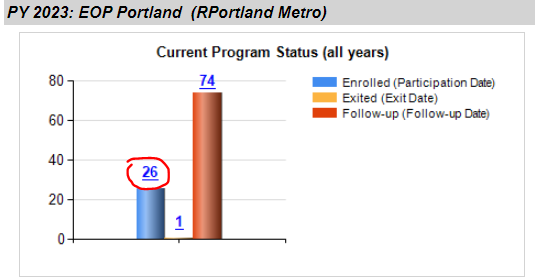 PY 2023: EOP Portland (RPortland Metro)
Current Program Status (all years)
80
60
40
20
0
26
1
74
Enrolled (Participation Date)
Exited (Exit Date)
Follow-up (Follow-up Date)